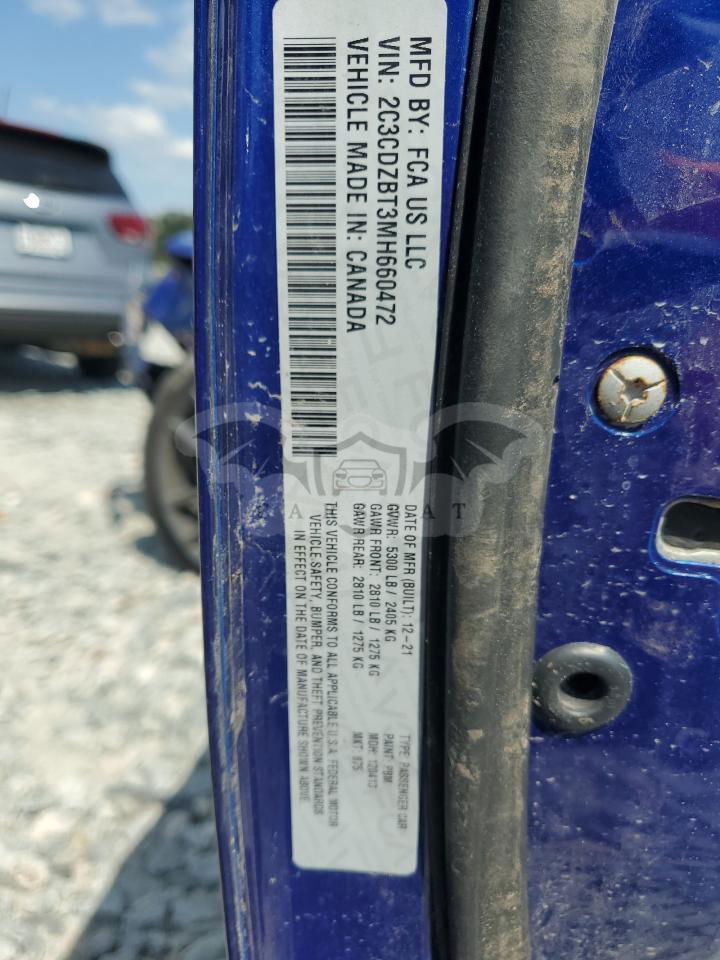 MFD BY: FCA US LLC
VIN: 2C3CDZBT3MH660472
VEHICLE MADE IN: CANADA
DATE OF MFR (BUILT): 12-21
GVWR: 5300 LB / 2405 KG
GAWR FRONT: 2810 LB / 1275 KG
GAWR REAR: 2810 LB / 1275 KG
TYPE: PASSENGER CAR
PAINT: PBM
MDH: 120413
MKT: 875
THIS VEHICLE CONFORMS TO ALL APPLICABLE U.S.A. FEDERAL MOTOR
VEHICLE SAFETY, BUMPER, AND THEFT PREVENTION STANDARDS
IN EFFECT ON THE DATE OF MANUFACTURE SHOWN ABOVE.